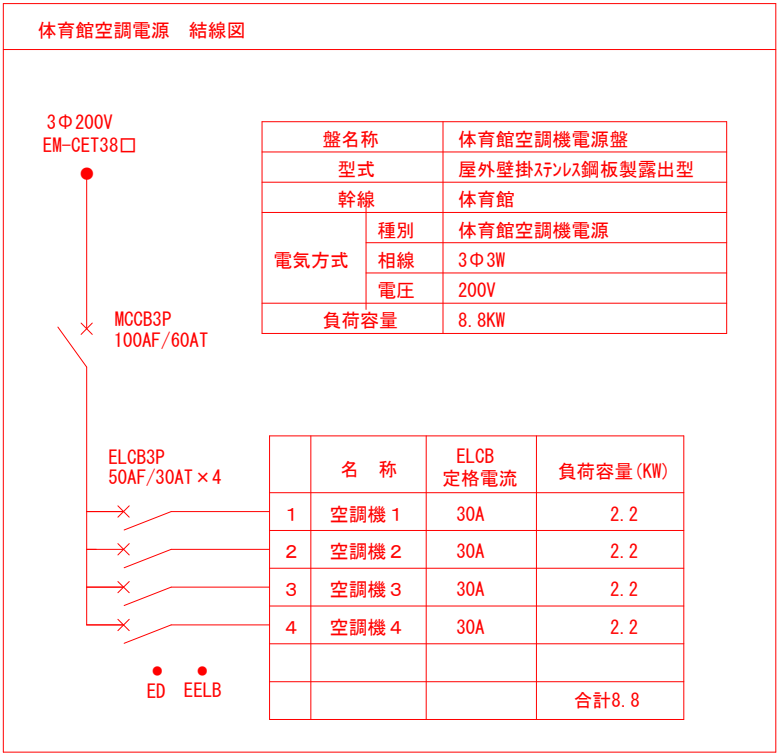 体育館空調電源　結線図
3Φ200V
EM-CET38□
盤名称 体育館空調機電源盤
型式 屋外壁掛ステンレス鋼板製露出型
幹線 体育館
電気方式 種別 体育館空調機電源
相線 3Φ3W
電圧 200V
負荷容量 8.8KW
MCCB3P
100AF/60AT
ELCB3P
50AF/30AT×4
名　称 ELCB 定格電流 負荷容量(KW)
1 空調機１ 30A 2.2
2 空調機２ 30A 2.2
3 空調機３ 30A 2.2
4 空調機４ 30A 2.2
合計8.8
ED EELB